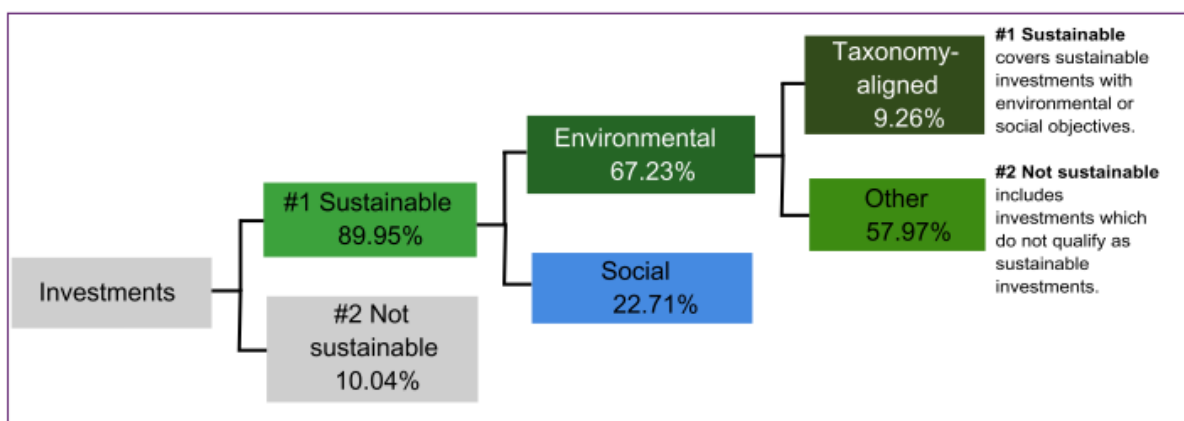 Investments
#1 Sustainable
89.95%
#2 Not
sustainable
10.04%
Environmental
67.23%
Social
22.71%
Taxonomy-
aligned
9.26%
Other
57.97%
#1 Sustainable
covers sustainable
investments with
environmental or
social objectives.
#2 Not sustainable
includes
investments which
do not qualify as
sustainable
investments.